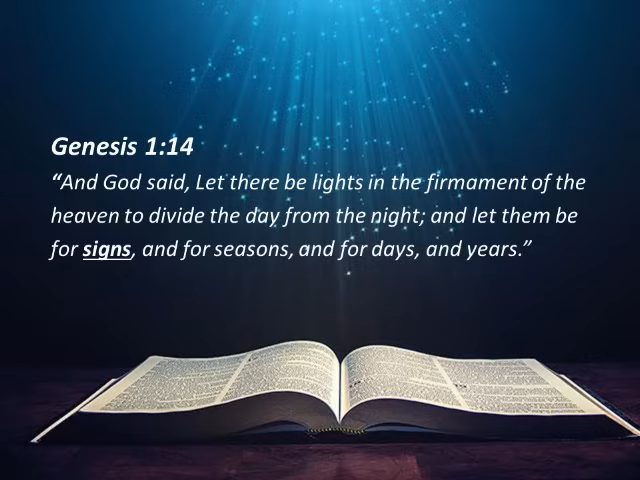 Genesis 1:14
“And God said, Let there be lights in the firmament of the
heaven to divide the day from the night; and let them be
for signs, and for seasons, and for days, and years.”